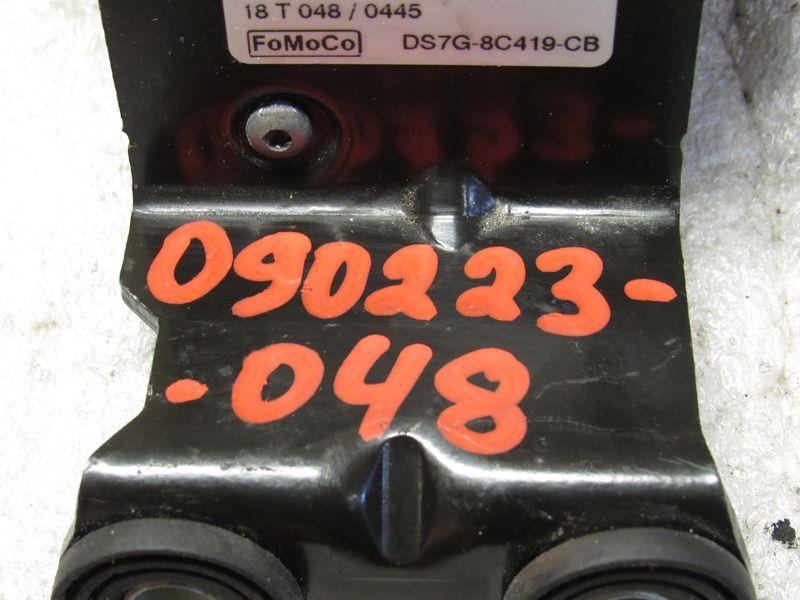 18 T 048 / 0445
FoMoCo DS7G-8C419-CB
090223-
-048